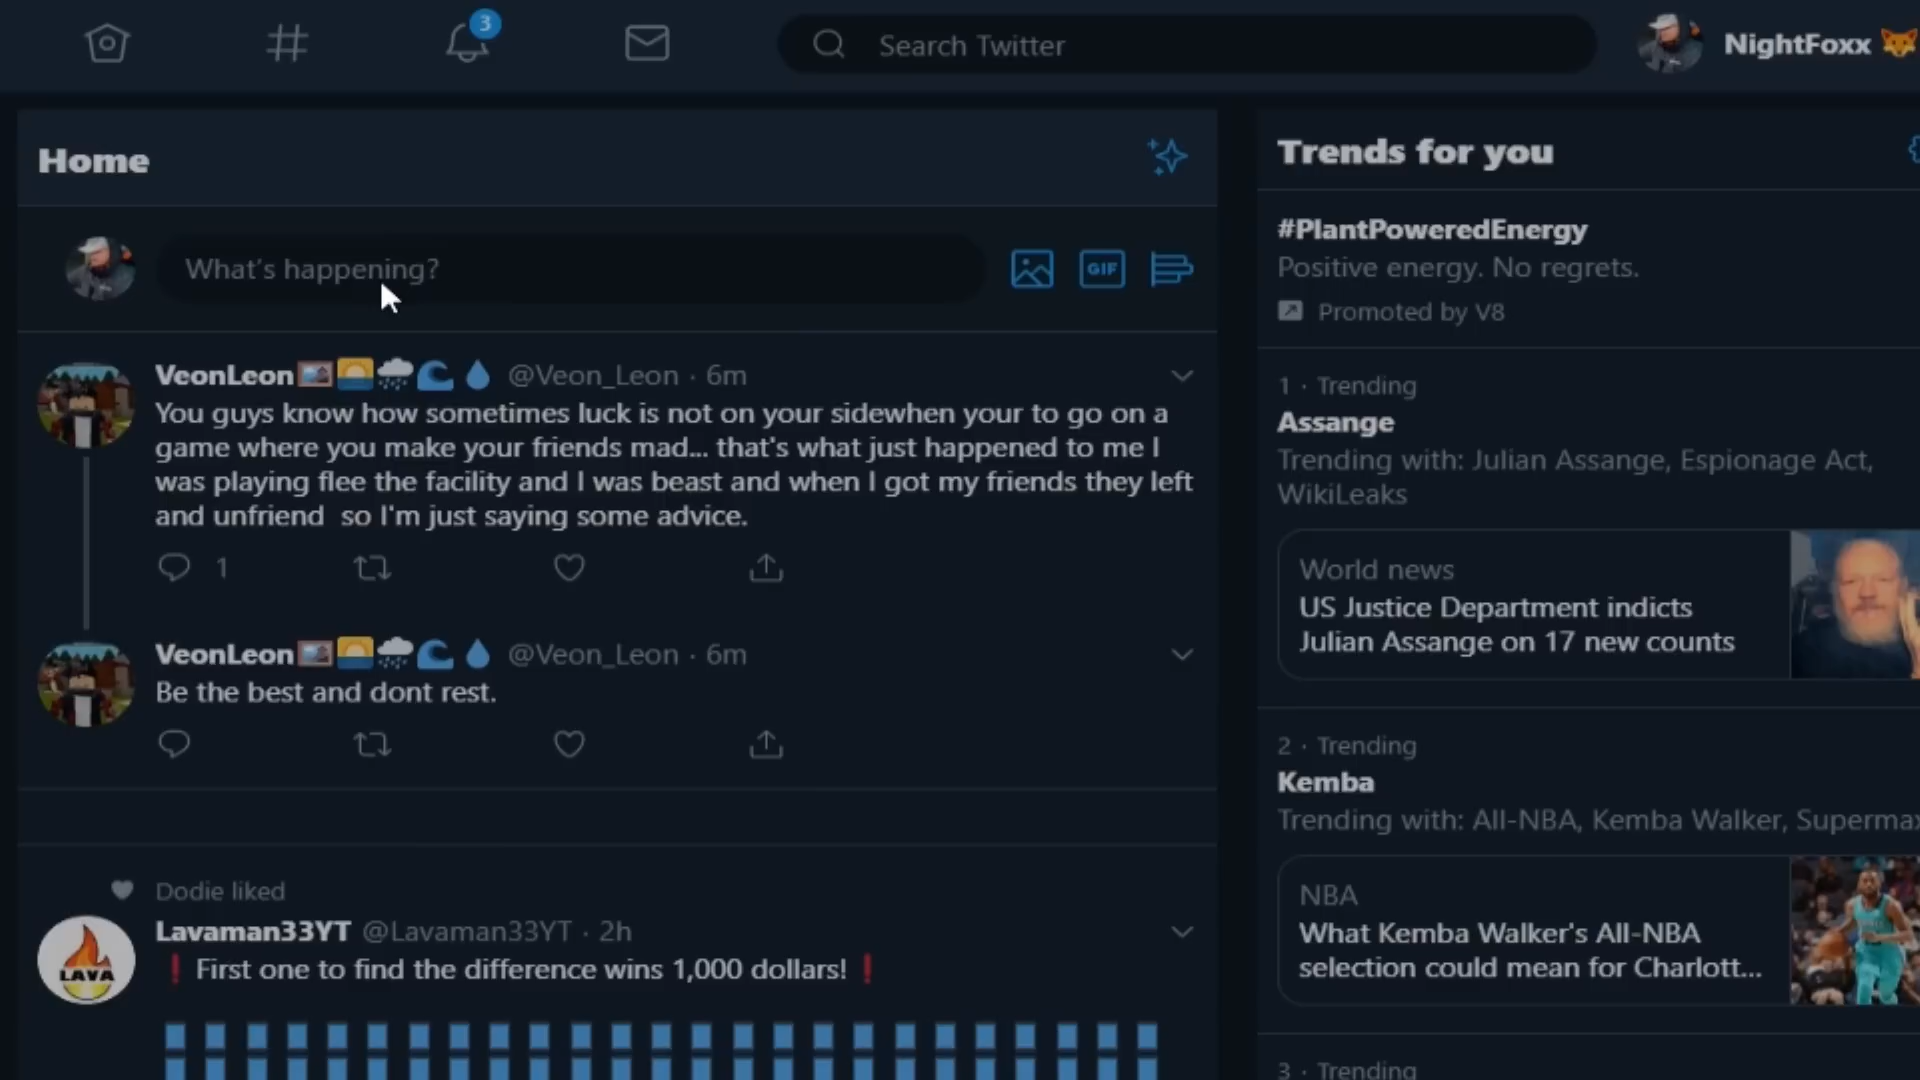 3
Search Twitter
NightFoxx
Home
What's happening?
GIF
VeonLeon @Veon_Leon · 6m
You guys know how sometimes luck is not on your sidewhen your to go on a
game where you make your friends mad... that's what just happened to me I
was playing flee the facility and I was beast and when I got my friends they left
and unfriend  so I'm just saying some advice.
1
VeonLeon @Veon_Leon · 6m
Be the best and dont rest.
Dodie liked
Lavaman33YT @Lavaman33YT · 2h
LAVA
❗ First one to find the difference wins 1,000 dollars! ❗
Trends for you
#PlantPoweredEnergy
Positive energy. No regrets.
Promoted by V8
1 · Trending
Assange
Trending with: Julian Assange, Espionage Act,
WikiLeaks
World news
US Justice Department indicts
Julian Assange on 17 new counts
2 · Trending
Kemba
Trending with: All-NBA, Kemba Walker, Supermax
NBA
What Kemba Walker's All-NBA
selection could mean for Charlott...
3 · Trending